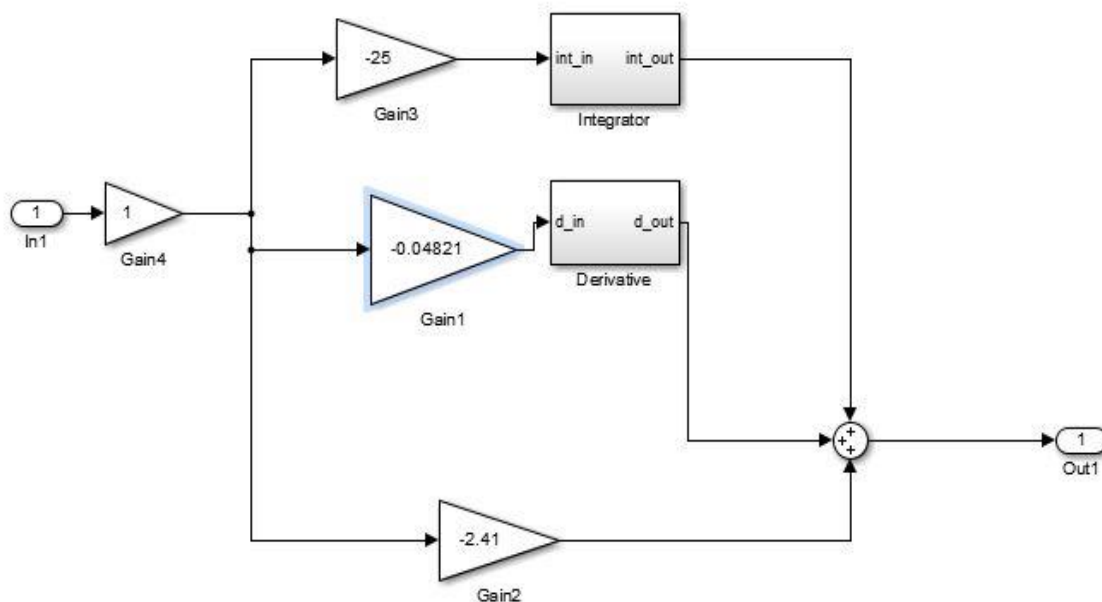 -25
int_in int_out
Gain3
Integrator
1
In1
1
Gain4
-0.04821
d_in d_out
Derivative
Gain1
+
+
+
1
Out1
-2.41
Gain2